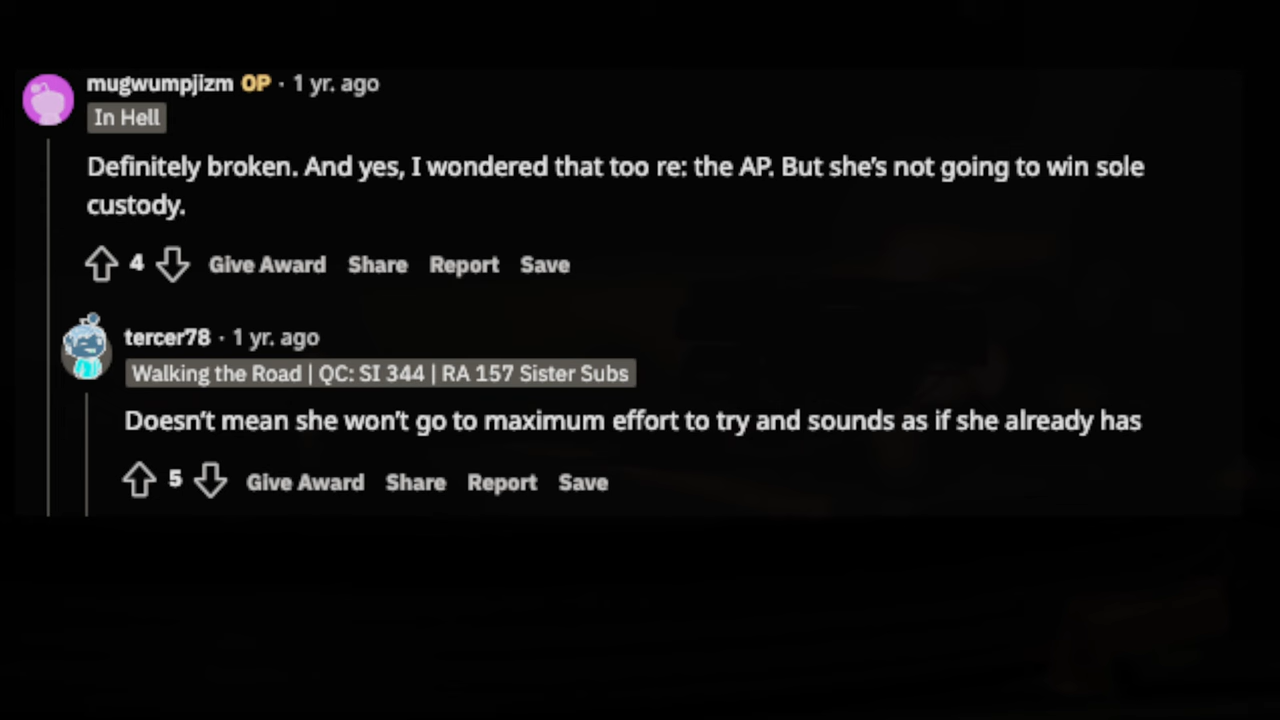 mugwumpjizm OP · 1 yr. ago
In Hell
Definitely broken. And yes, I wondered that too re: the AP. But she's not going to win sole
custody.
4 Give Award Share Report Save
tercer78 · 1 yr. ago
Walking the Road | QC: SI 344 | RA 157 Sister Subs
Doesn't mean she won't go to maximum effort to try and sounds as if she already has
5 Give Award Share Report Save